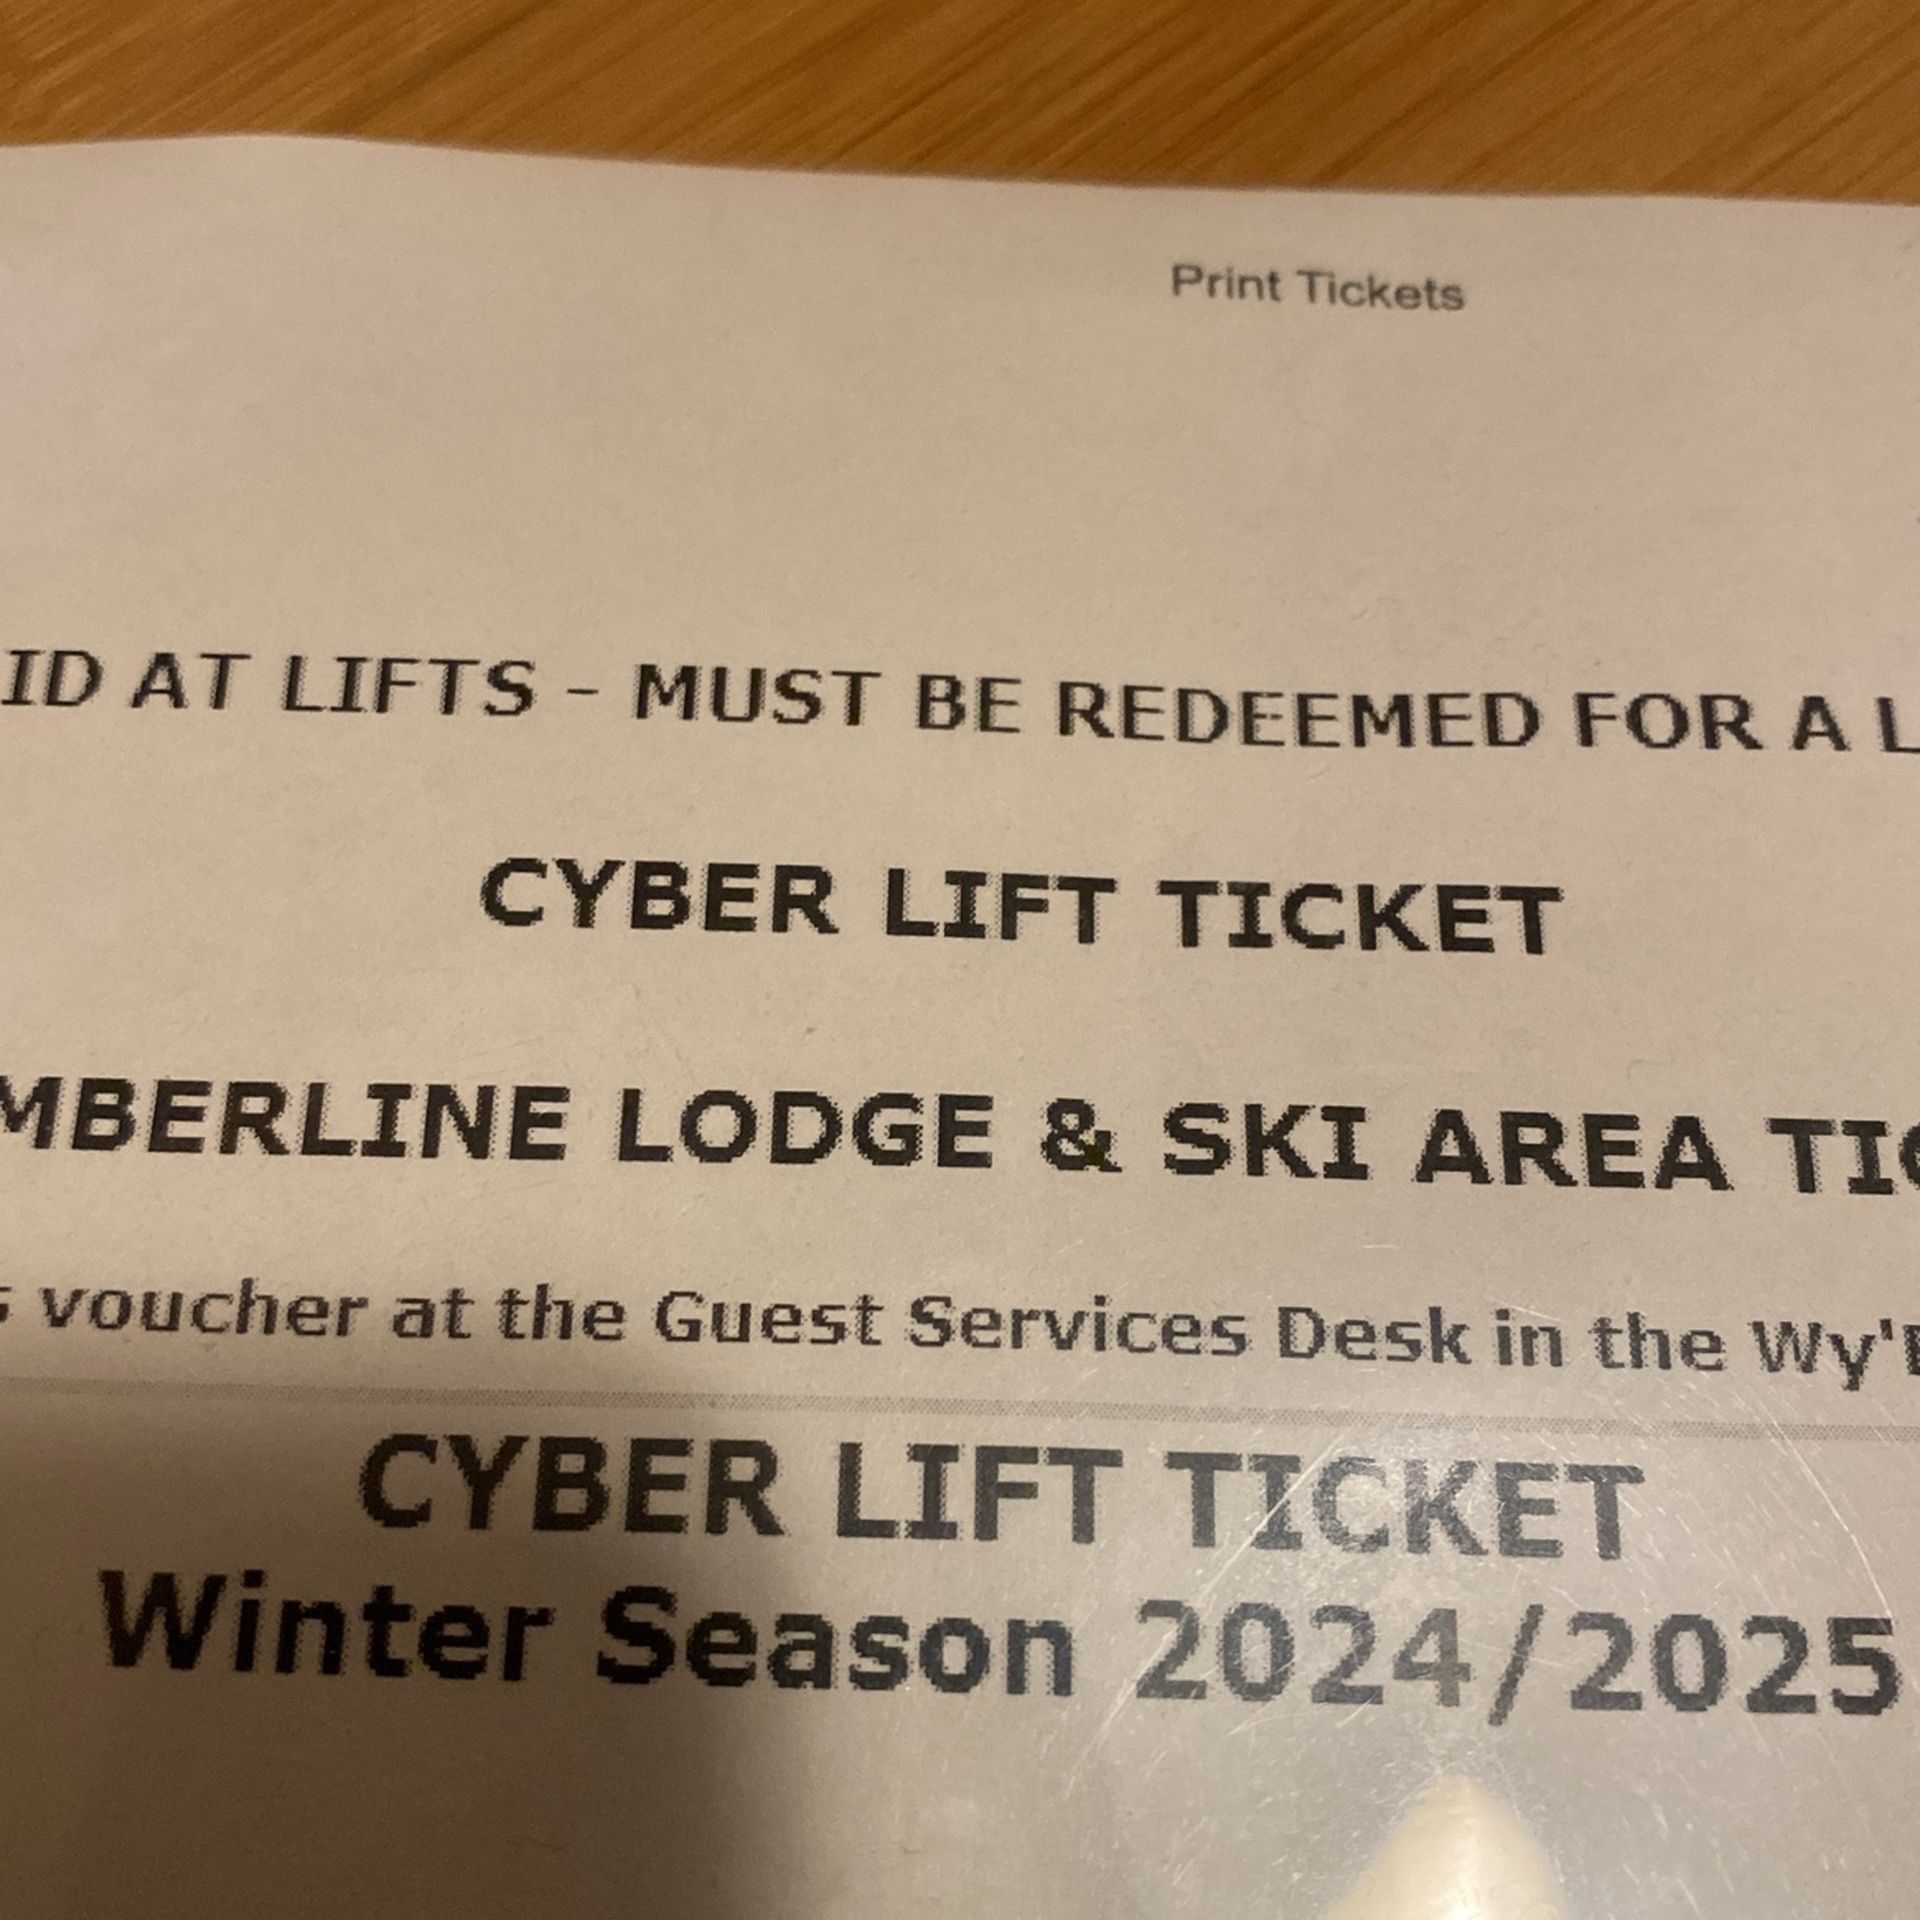 Print Tickets
ID AT LIFTS - MUST BE REDEEMED FOR A L
CYBER LIFT TICKET
MBERLINE LODGE & SKI AREA TIC
s voucher at the Guest Services Desk in the Wy'E
CYBER LIFT TICKET
Winter Season 2024/2025